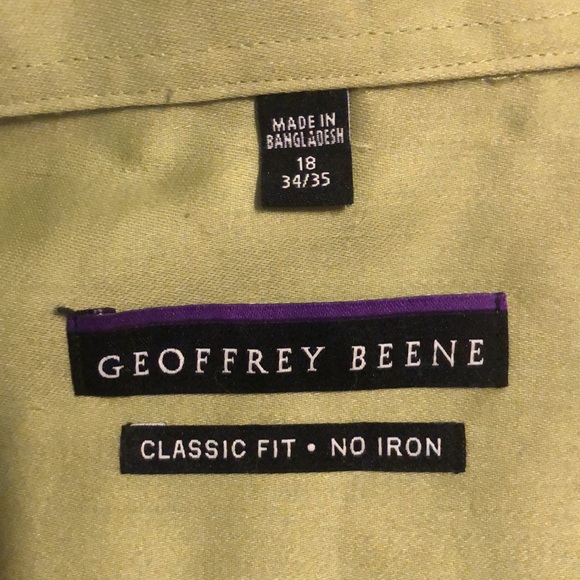 MADE IN
BANGLADESH
18
34/35
GEOFFREY BEENE
CLASSIC FIT • NO IRON